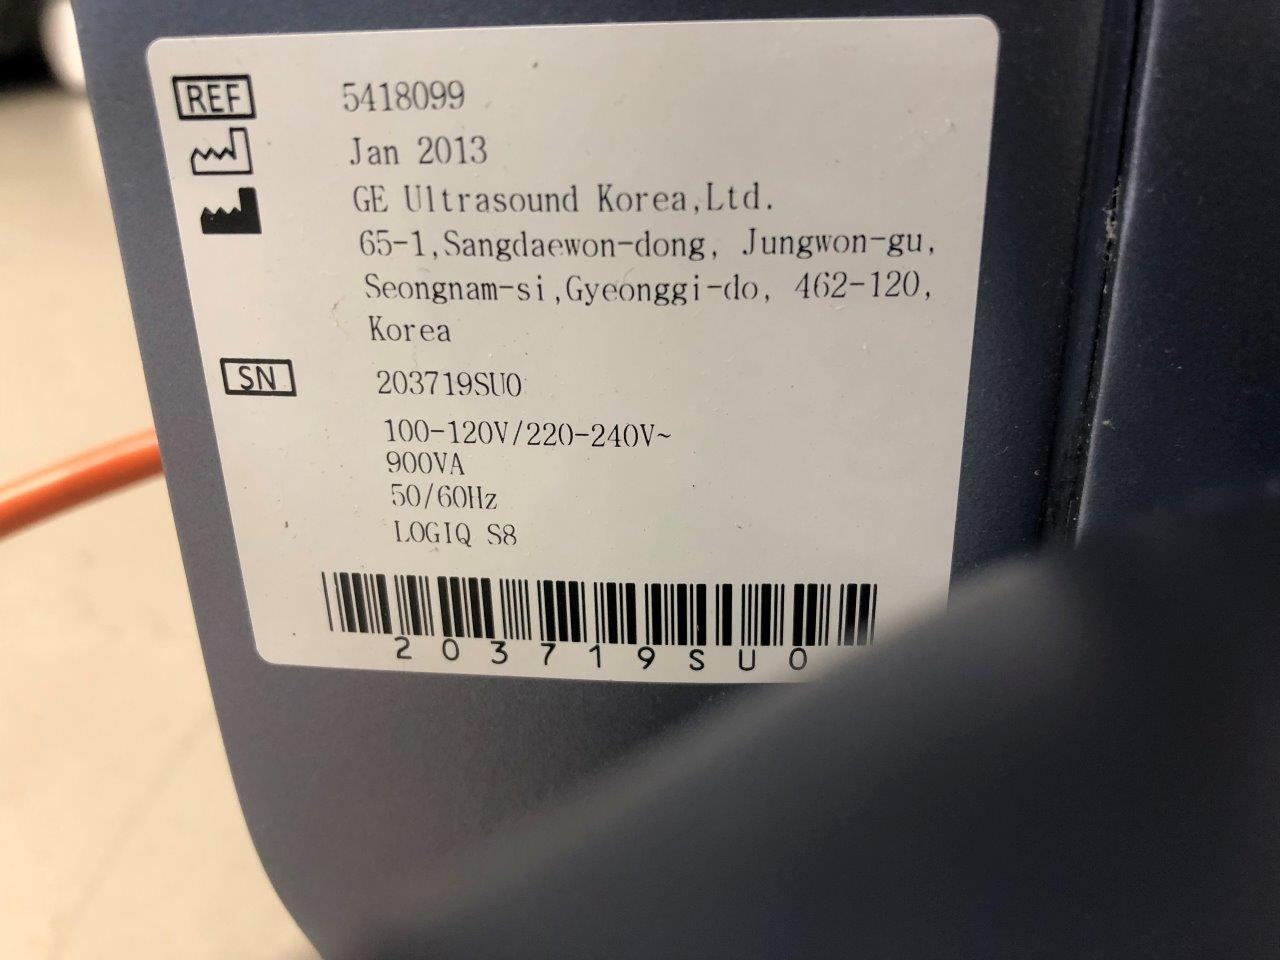 REF 5418099
Jan 2013
GE Ultrasound Korea,Ltd.
65-1,Sangdaewon-dong, Jungwon-gu,
Seongnam-si,Gyeonggi-do, 462-120,
Korea
SN 203719SU0
100-120V/220-240V~
900VA
50/60Hz
LOGIQ S8
203719SU0